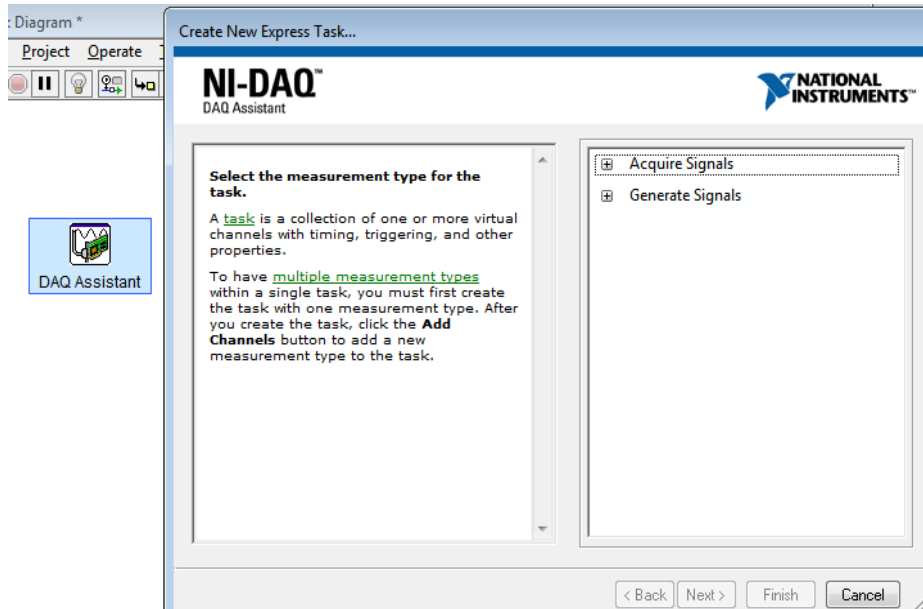 Diagram *
Project Operate
DAQ Assistant
Create New Express Task...
NI-DAQ™
DAQ Assistant
NATIONAL
INSTRUMENTS™
Select the measurement type for the
task.
A task is a collection of one or more virtual
channels with timing, triggering, and other
properties.
To have multiple measurement types
within a single task, you must first create
the task with one measurement type. After
you create the task, click the Add
Channels button to add a new
measurement type to the task.
Acquire Signals
Generate Signals
< Back Next > Finish Cancel